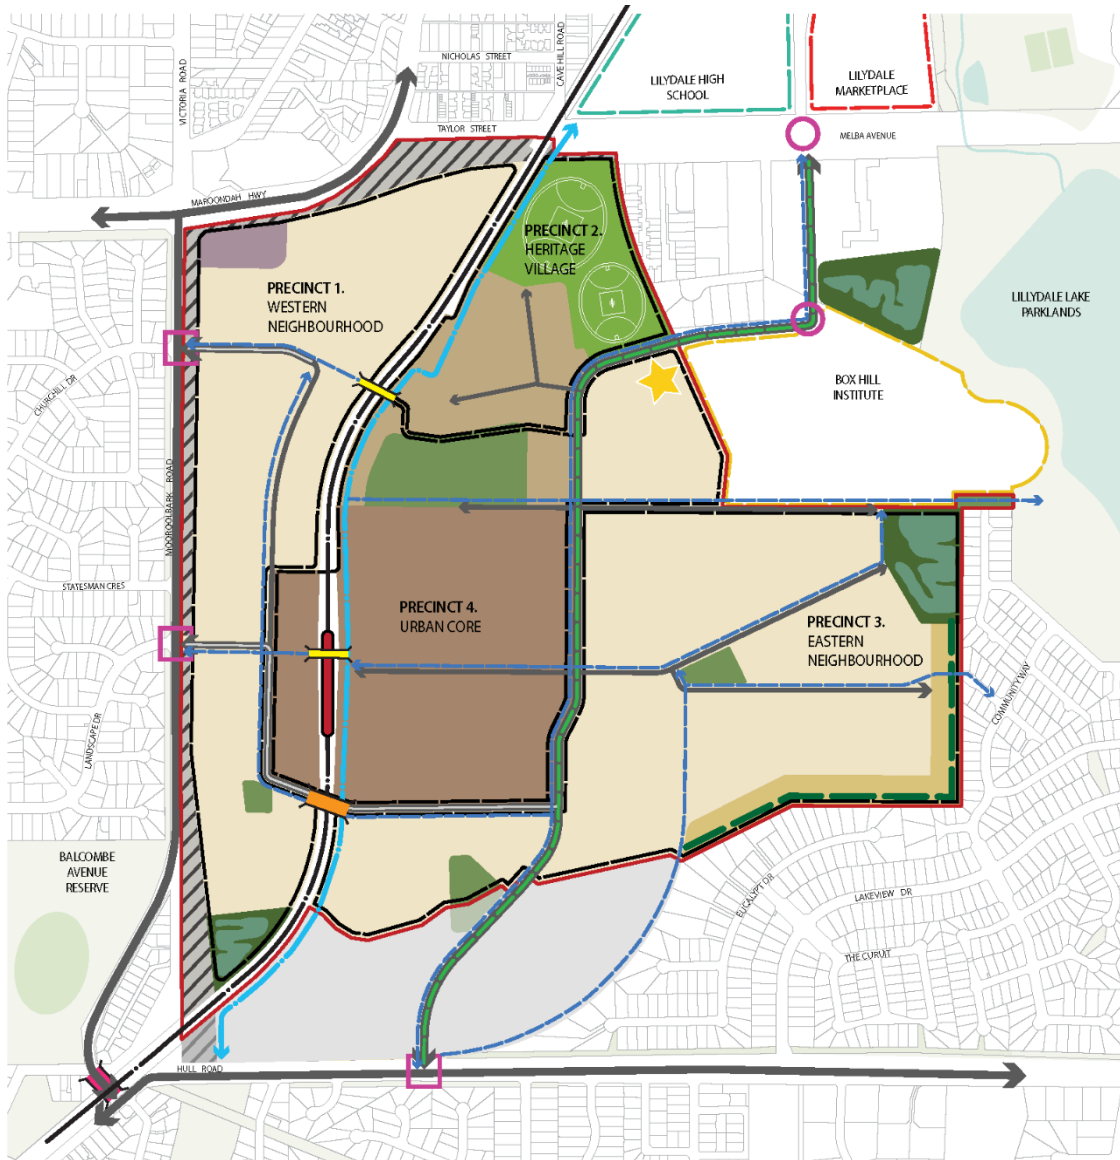 NICHOLAS STREET
CAVE HILL ROAD
VICTORIA ROAD
LILYDALE HIGH
SCHOOL
LILYDALE
MARKETPLACE
TAYLOR STREET
MELBA AVENUE
MAROONDAH HWY
PRECINCT 2.
HERITAGE
VILLAGE
PRECINCT 1.
WESTERN
NEIGHBOURHOOD
LILLYDALE LAKE
PARKLANDS
CHURCHILL DR
BOX HILL
INSTITUTE
MOOROOLBARK ROAD
STATESMAN CRES
PRECINCT 4.
URBAN CORE
PRECINCT 3.
EASTERN
NEIGHBOURHOOD
COMMUNITY WAY
LANDSCAPE DR
BALCOMBE
AVENUE
RESERVE
EUCALYPT DR
LAKEVIEW DR
THE CURUIT
HULL ROAD